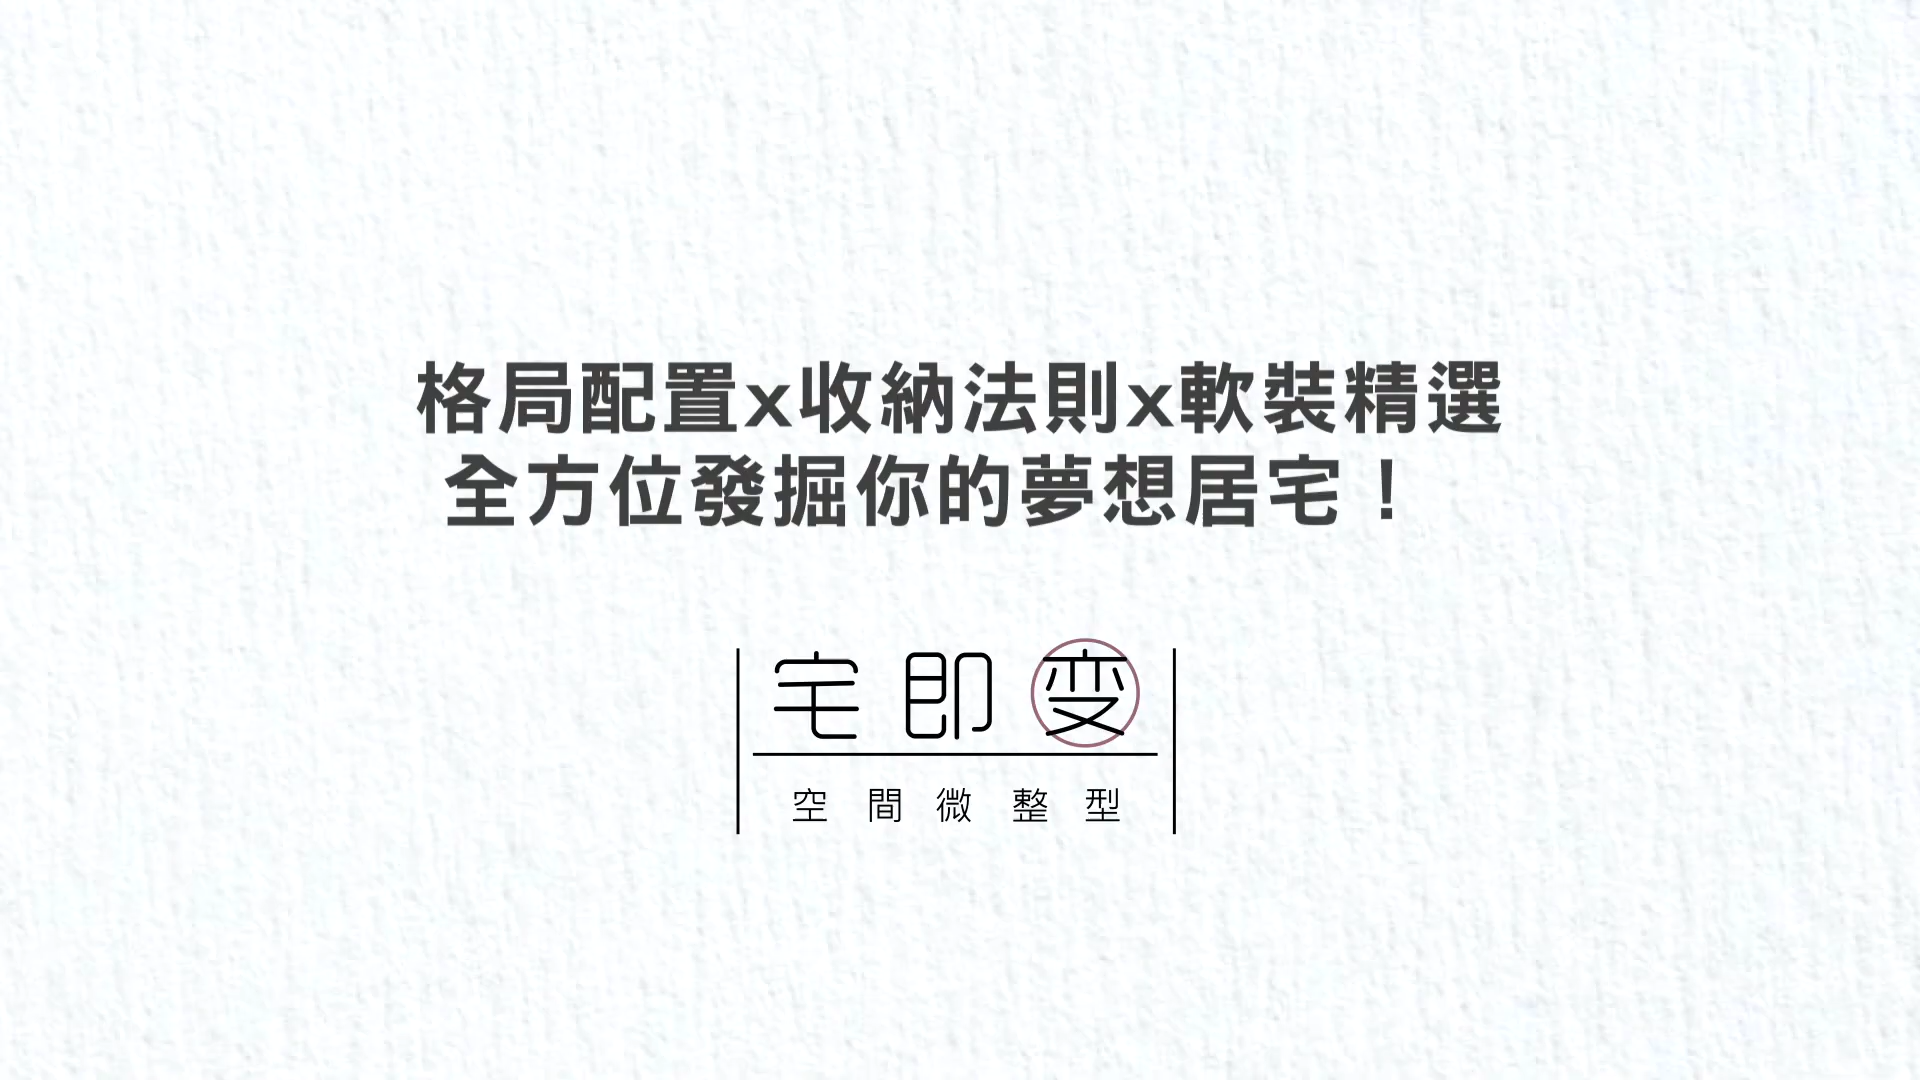 格局配置x收納法則x軟裝精選
全方位發掘你的夢想居宅！
宅即变
空間微整型